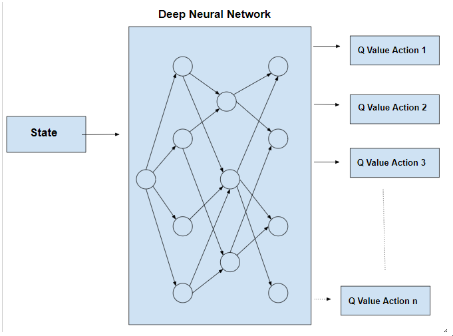 Deep Neural Network
State
Q Value Action 1
Q Value Action 2
Q Value Action 3
Q Value Action n